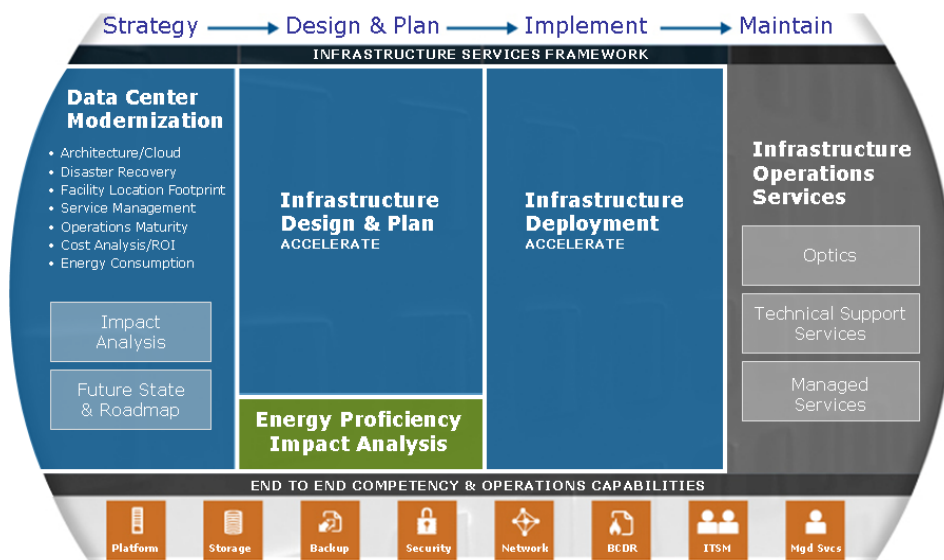 Strategy
Design & Plan
Implement
Maintain
INFRASTRUCTURE SERVICES FRAMEWORK
Data Center
Modernization
• Architecture/Cloud
• Disaster Recovery
• Facility Location Footprint
• Service Management
• Operations Maturity
• Cost Analysis/ROI
• Energy Consumption
Impact
Analysis
Future State
& Roadmap
Infrastructure
Design & Plan
ACCELERATE
Energy Proficiency
Impact Analysis
Infrastructure
Deployment
ACCELERATE
Infrastructure
Operations
Services
Optics
Technical Support
Services
Managed
Services
END TO END COMPETENCY & OPERATIONS CAPABILITIES
Platform
Storage
Backup
Security
Network
BCDR
ITSM
Mgd Svcs